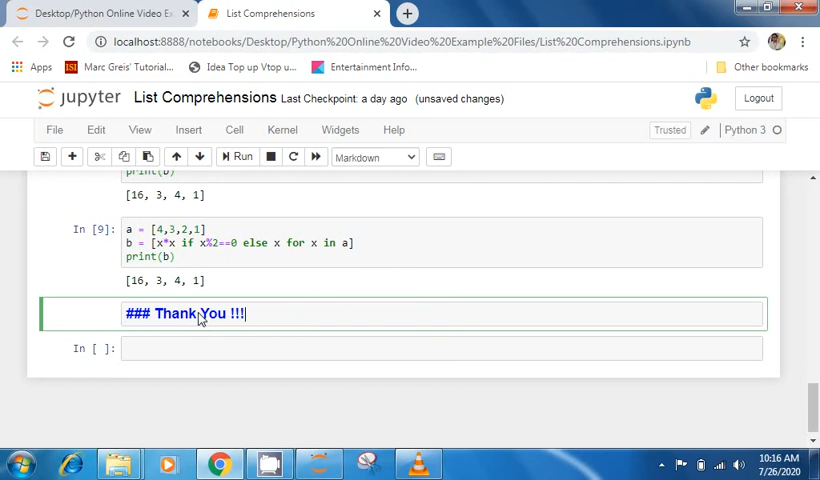 Desktop/Python Online Video Ex
List Comprehensions
localhost:8888/notebooks/Desktop/Python%20Online%20Video%20Example%20Files/List%20Comprehensions.ipynb
Apps
ISI
Marc Greis' Tutorial...
Idea Top up Vtop u...
Entertainment Info...
Other bookmarks
jupyter
List Comprehensions Last Checkpoint: a day ago (unsaved changes)
Logout
File Edit View Insert Cell Kernel Widgets Help
Trusted
Python 3
Run
Markdown
print(b)
[16, 3, 4, 1]
In [9]:
a = [4,3,2,1]
b = [x*x if x%2==0 else x for x in a]
print(b)
[16, 3, 4, 1]
### Thank You !!!
In [ ]:
10:16 AM
7/26/2020